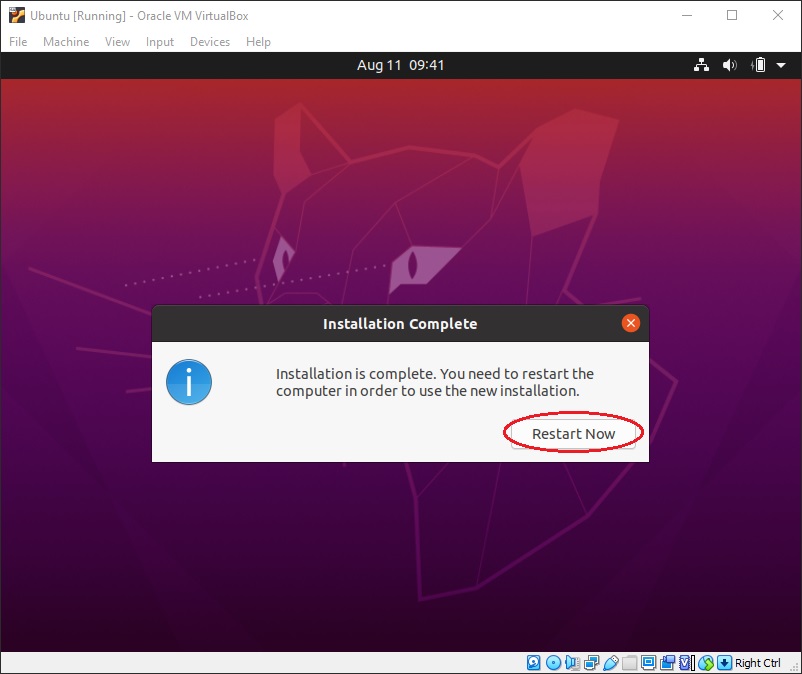 Ubuntu [Running] - Oracle VM VirtualBox
File Machine View Input Devices Help
Aug 11 09:41
Installation Complete
Installation is complete. You need to restart the
computer in order to use the new installation.
Restart Now
Right Ctrl